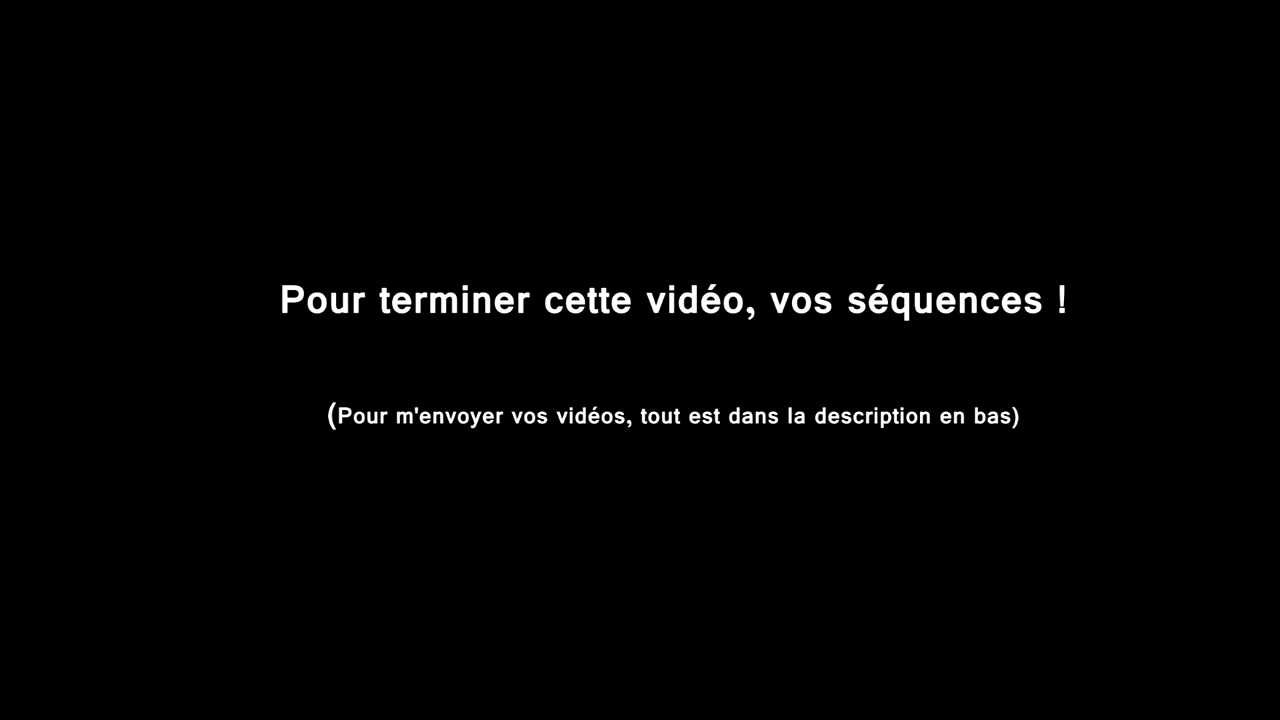 Pour terminer cette vidéo, vos séquences !
(Pour m'envoyer vos vidéos, tout est dans la description en bas)